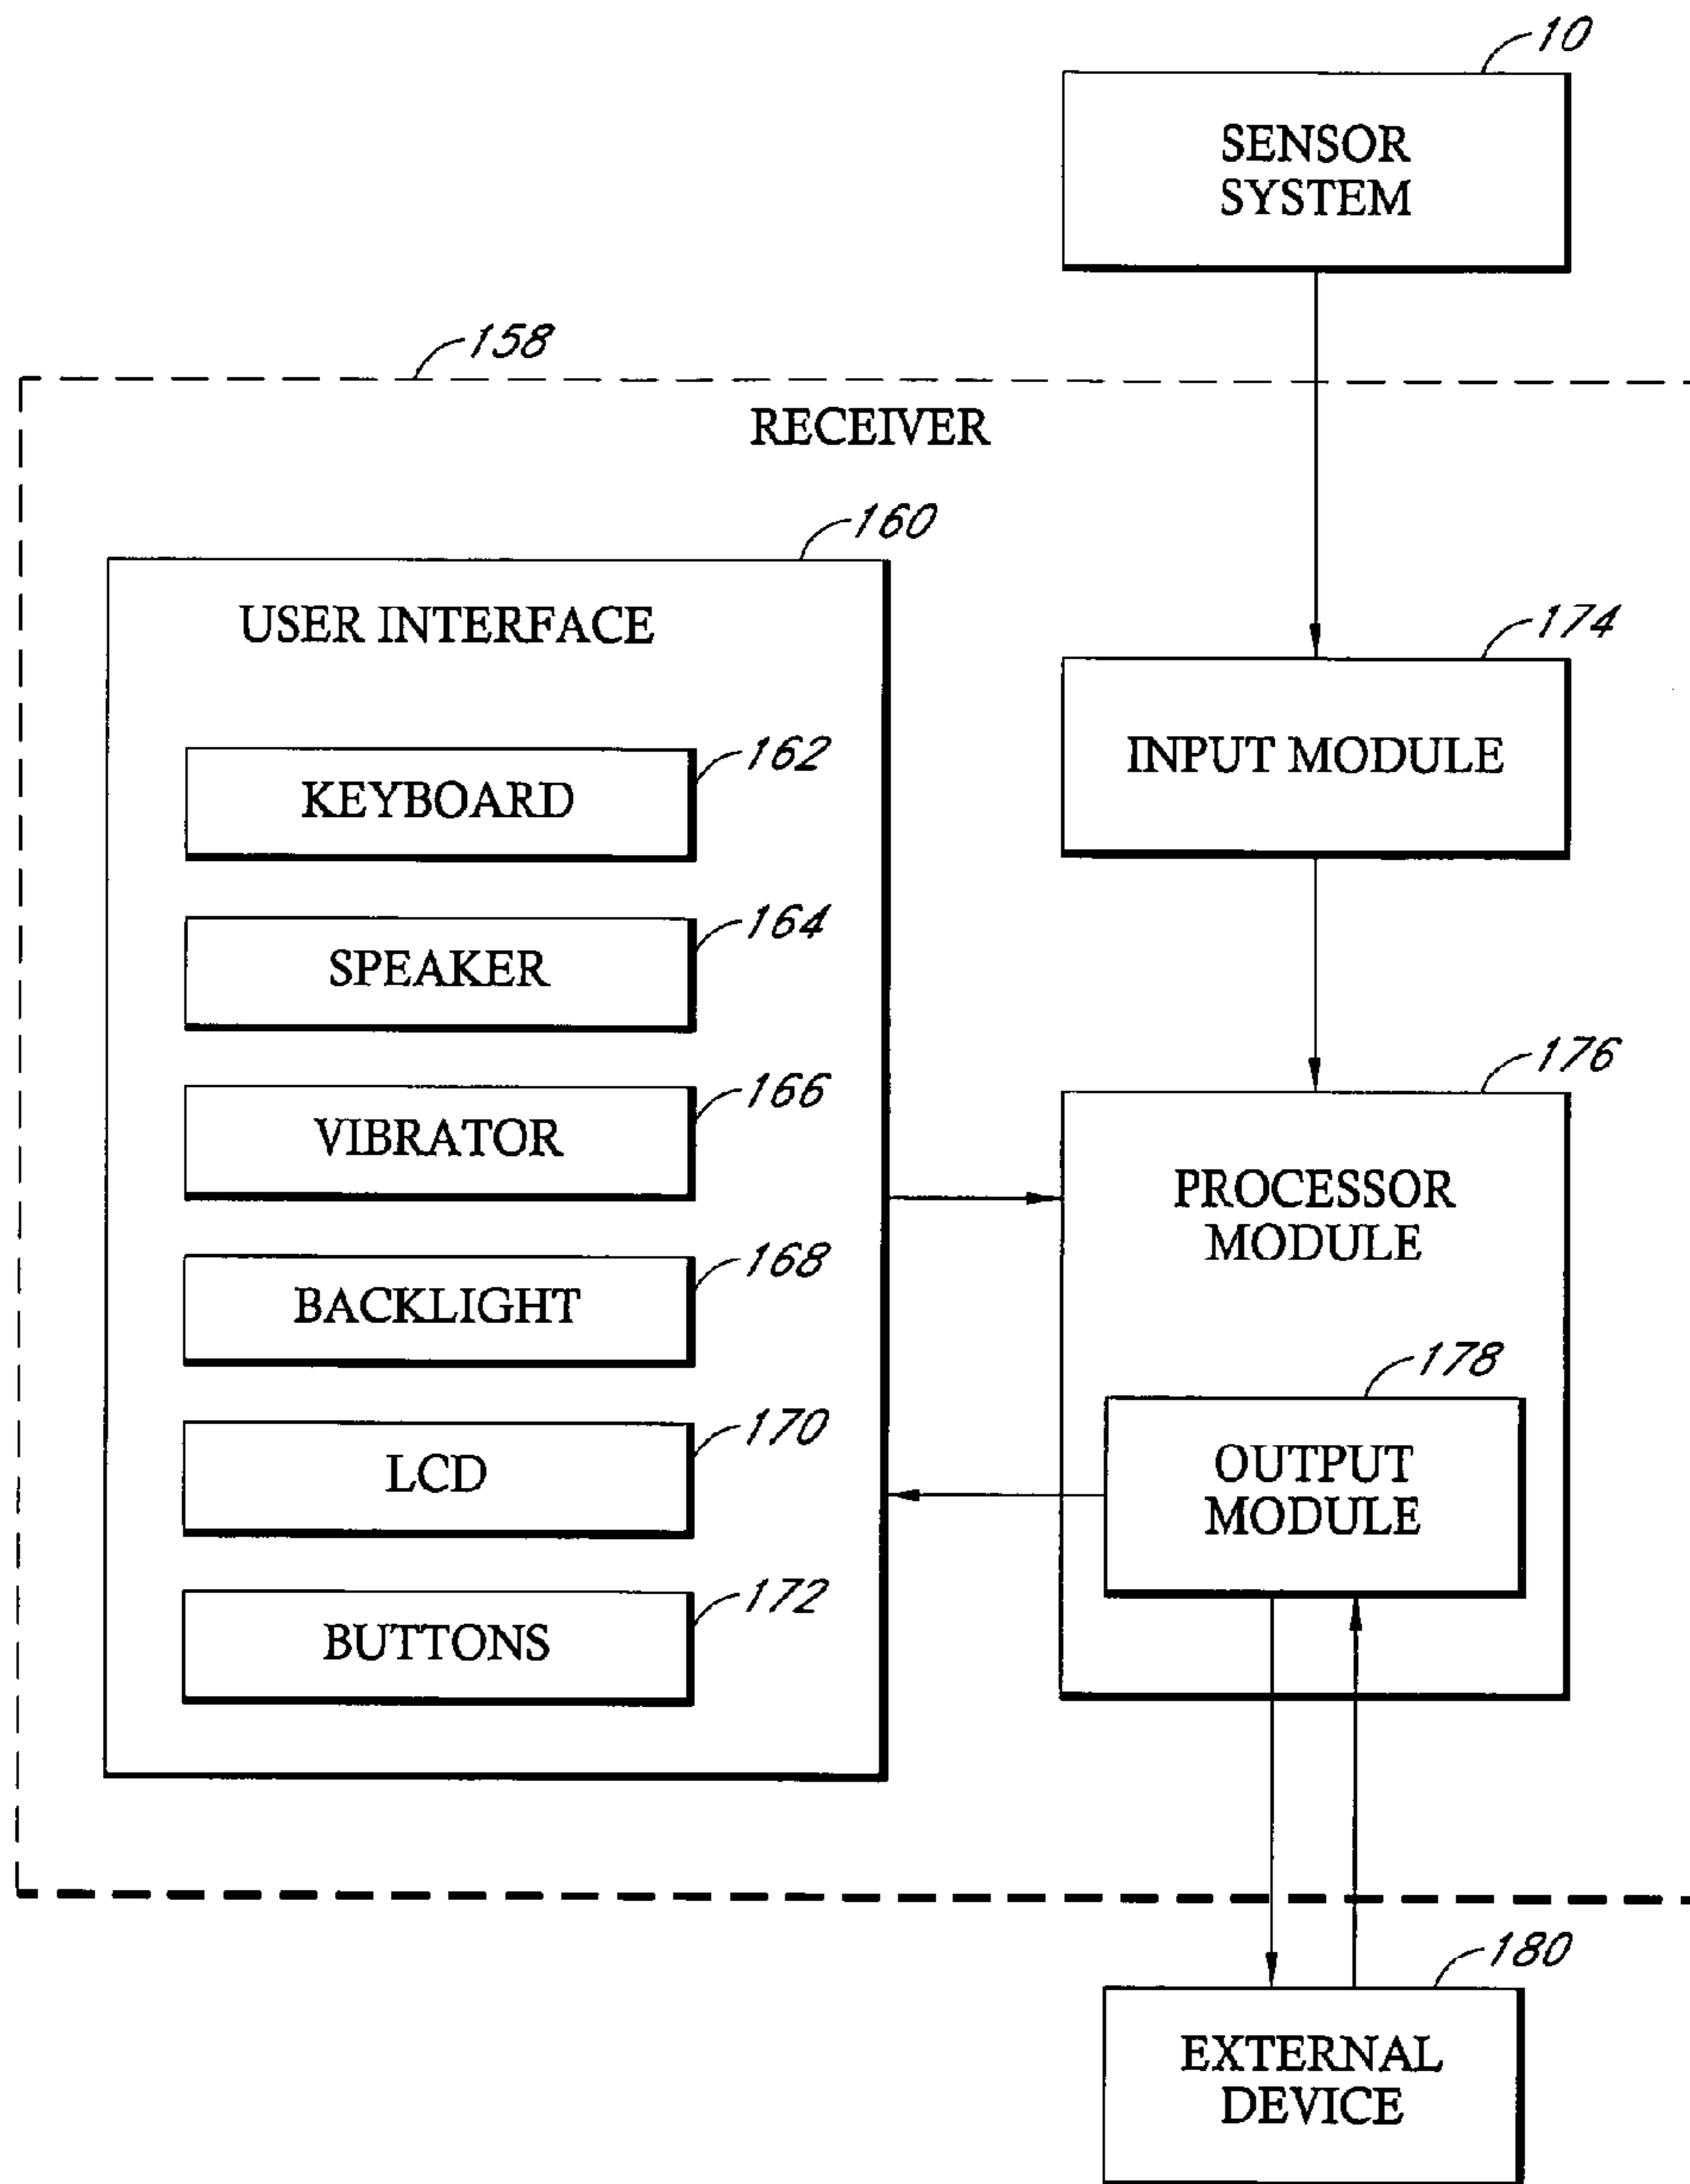 10
SENSOR
SYSTEM
158
RECEIVER
160
USER INTERFACE
174
INPUT MODULE
162
KEYBOARD
164
SPEAKER
166
VIBRATOR
168
BACKLIGHT
170
LCD
172
BUTTONS
176
PROCESSOR
MODULE
178
OUTPUT
MODULE
180
EXTERNAL
DEVICE